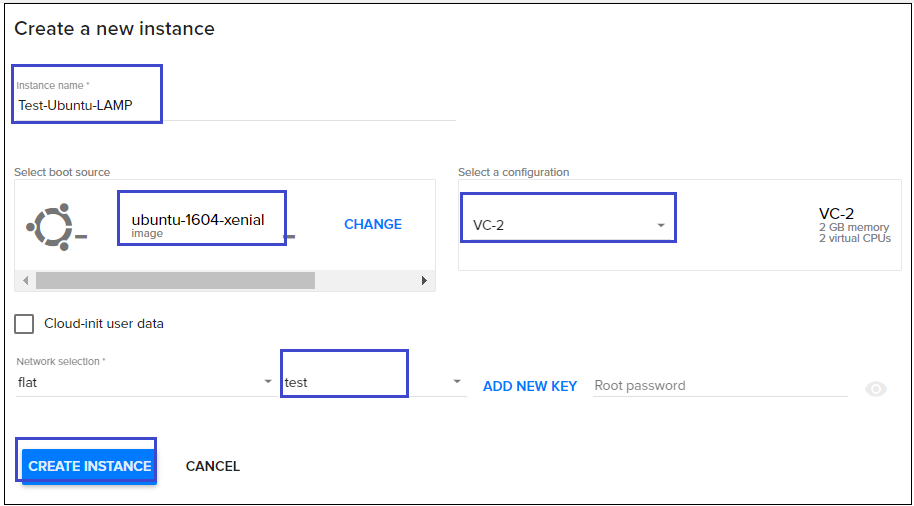 Create a new instance
Instance name *
Test-Ubuntu-LAMP
Select boot source
ubuntu-1604-xenial
image
CHANGE
Select a configuration
VC-2
VC-2
2 GB memory
2 virtual CPUs
Cloud-init user data
Network selection *
flat
test
ADD NEW KEY
Root password
CREATE INSTANCE
CANCEL